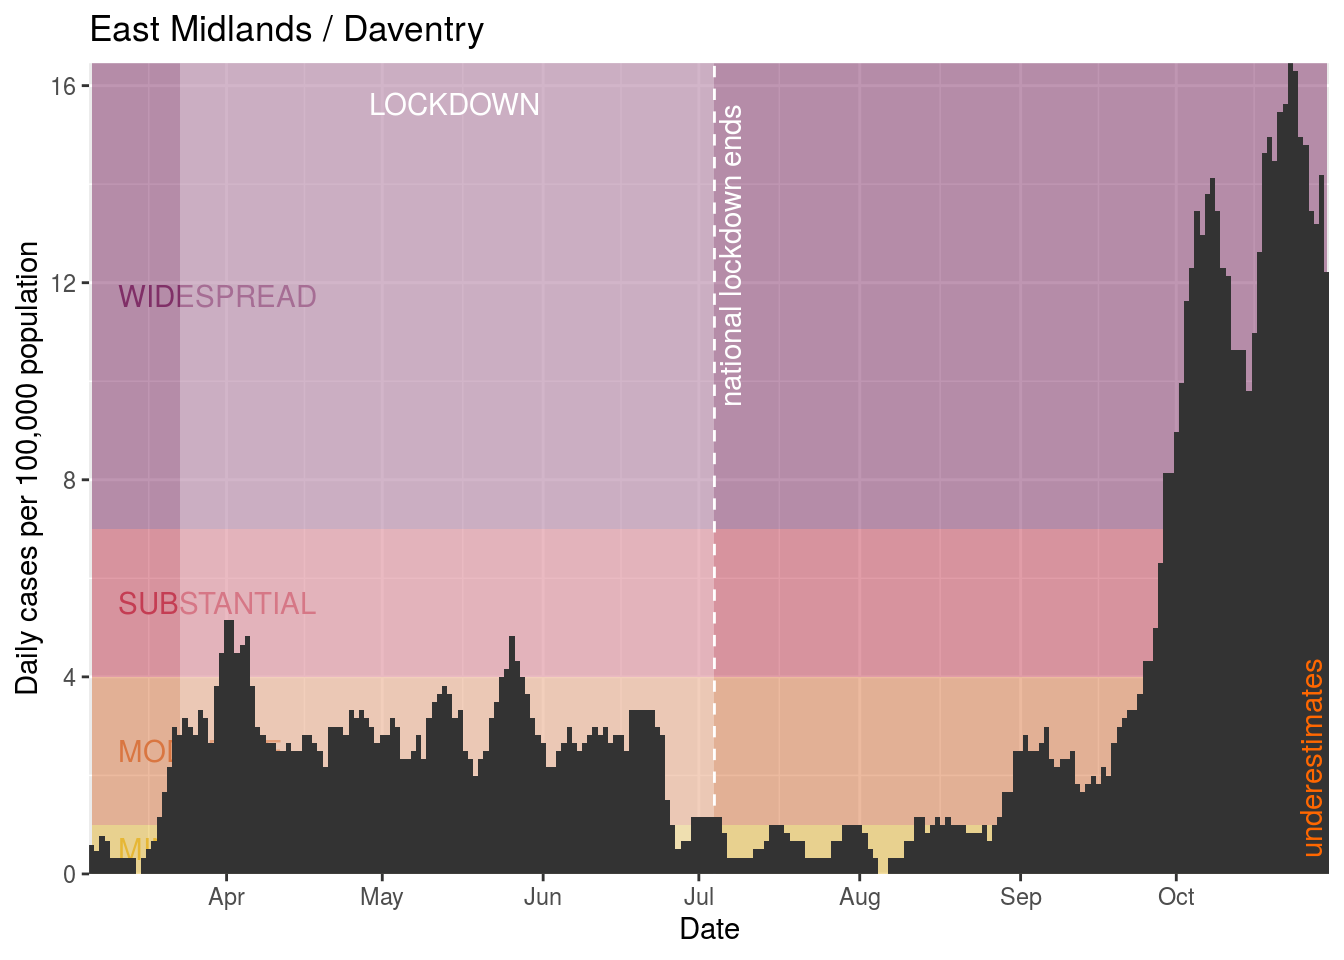 East Midlands / Daventry
Daily cases per 100,000 population
16
12
8
4
0
LOCKDOWN
national lockdown ends
WIDESPREAD
SUBSTANTIAL
underestimates
Apr
May
Jun
Jul
Aug
Sep
Oct
Date